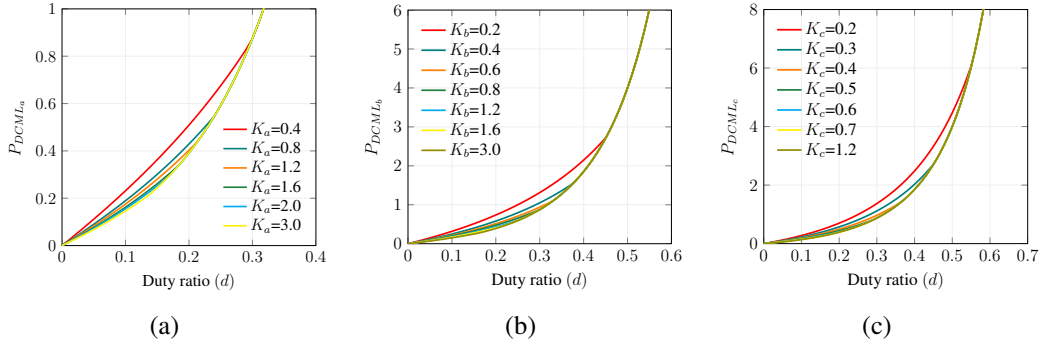 1
0.8
0.6
0.4
0.2
0
P_{DCML_a}
K_a=0.4
K_a=0.8
K_a=1.2
K_a=1.6
K_a=2.0
K_a=3.0
0 0.1 0.2 0.3 0.4
Duty ratio (d)
(a)
6
5
4
3
2
1
0
P_{DCML_b}
K_b=0.2
K_b=0.4
K_b=0.6
K_b=0.8
K_b=1.2
K_b=1.6
K_b=3.0
0 0.1 0.2 0.3 0.4 0.5 0.6
Duty ratio (d)
(b)
8
6
4
2
0
P_{DCML_c}
K_c=0.2
K_c=0.3
K_c=0.4
K_c=0.5
K_c=0.6
K_c=0.7
K_c=1.2
0 0.1 0.2 0.3 0.4 0.5 0.6 0.7
Duty ratio (d)
(c)